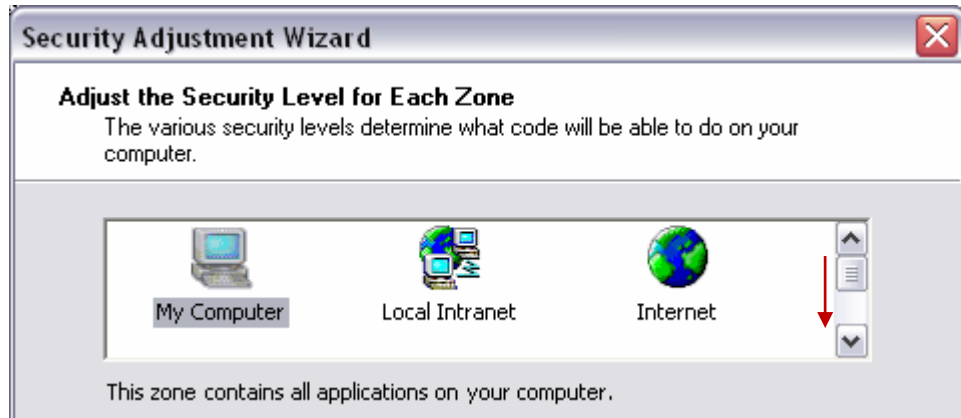 Security Adjustment Wizard
Adjust the Security Level for Each Zone
The various security levels determine what code will be able to do on your
computer.
My Computer
Local Intranet
Internet
This zone contains all applications on your computer.